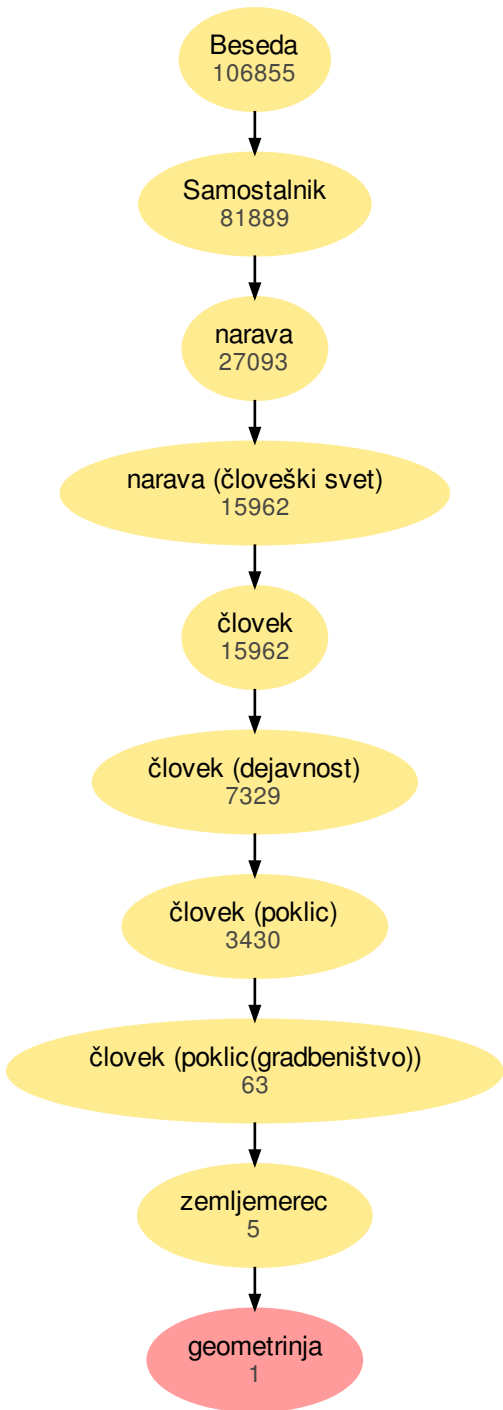 Beseda
106855
Samostalnik
81889
narava
27093
narava (človeški svet)
15962
človek
15962
človek (dejavnost)
7329
človek (poklic)
3430
človek (poklic(gradbeništvo))
63
zemljemerec
5
geometrinja
1